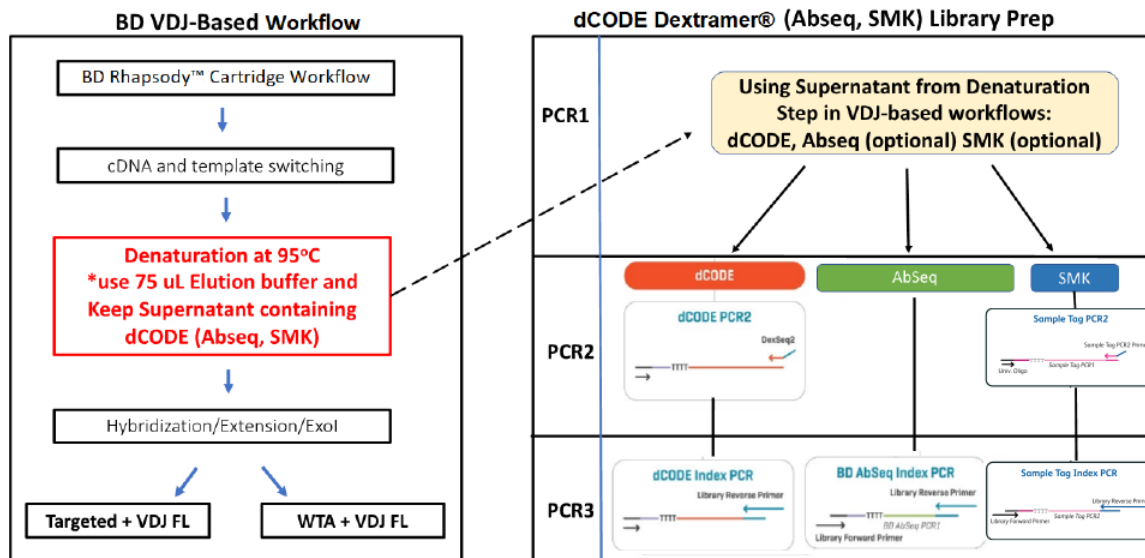 BD VDJ-Based Workflow
BD Rhapsody™ Cartridge Workflow
cDNA and template switching
Denaturation at 95ºC
*use 75 uL Elution buffer and
Keep Supernatant containing
dCODE (Abseq, SMK)
Hybridization/Extension/ExoI
Targeted + VDJ FL
WTA + VDJ FL
dCODE Dextramer® (Abseq, SMK) Library Prep
PCR1
Using Supernatant from Denaturation
Step in VDJ-based workflows:
dCODE, Abseq (optional) SMK (optional)
PCR2
dCODE
AbSeq
SMK
dCODE PCR2
DexSeq2
TTTT
Sample Tag PCR2
Sample Tag PCR2 Prime
TTTT
Univ. Oligo
Sample Tag PCR1
PCR3
dCODE Index PCR
Library Reverse Primer
TTTT
BD AbSeq Index PCR
Library Reverse Primer
TTTT
BD AbSeq PCR1
Library Forward Primer
Sample Tag Index PCR
Library Reverse Primer
TTTT
Library Forward Primer
Sample Tag PCR2